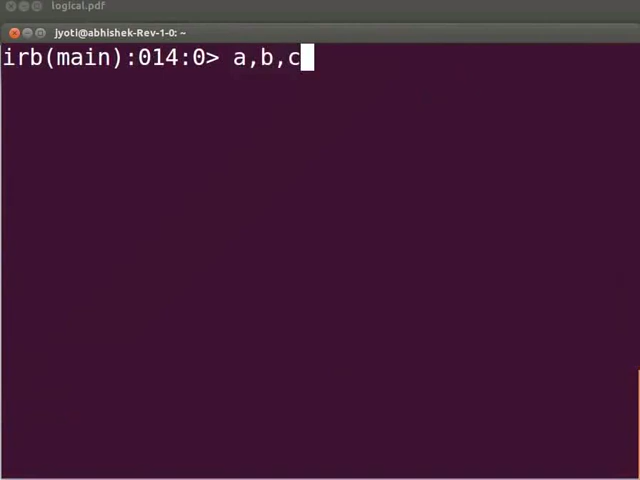 logical.pdf
jyoti@abhishek-Rev-1-0: ~
irb(main):014:0> a,b,c